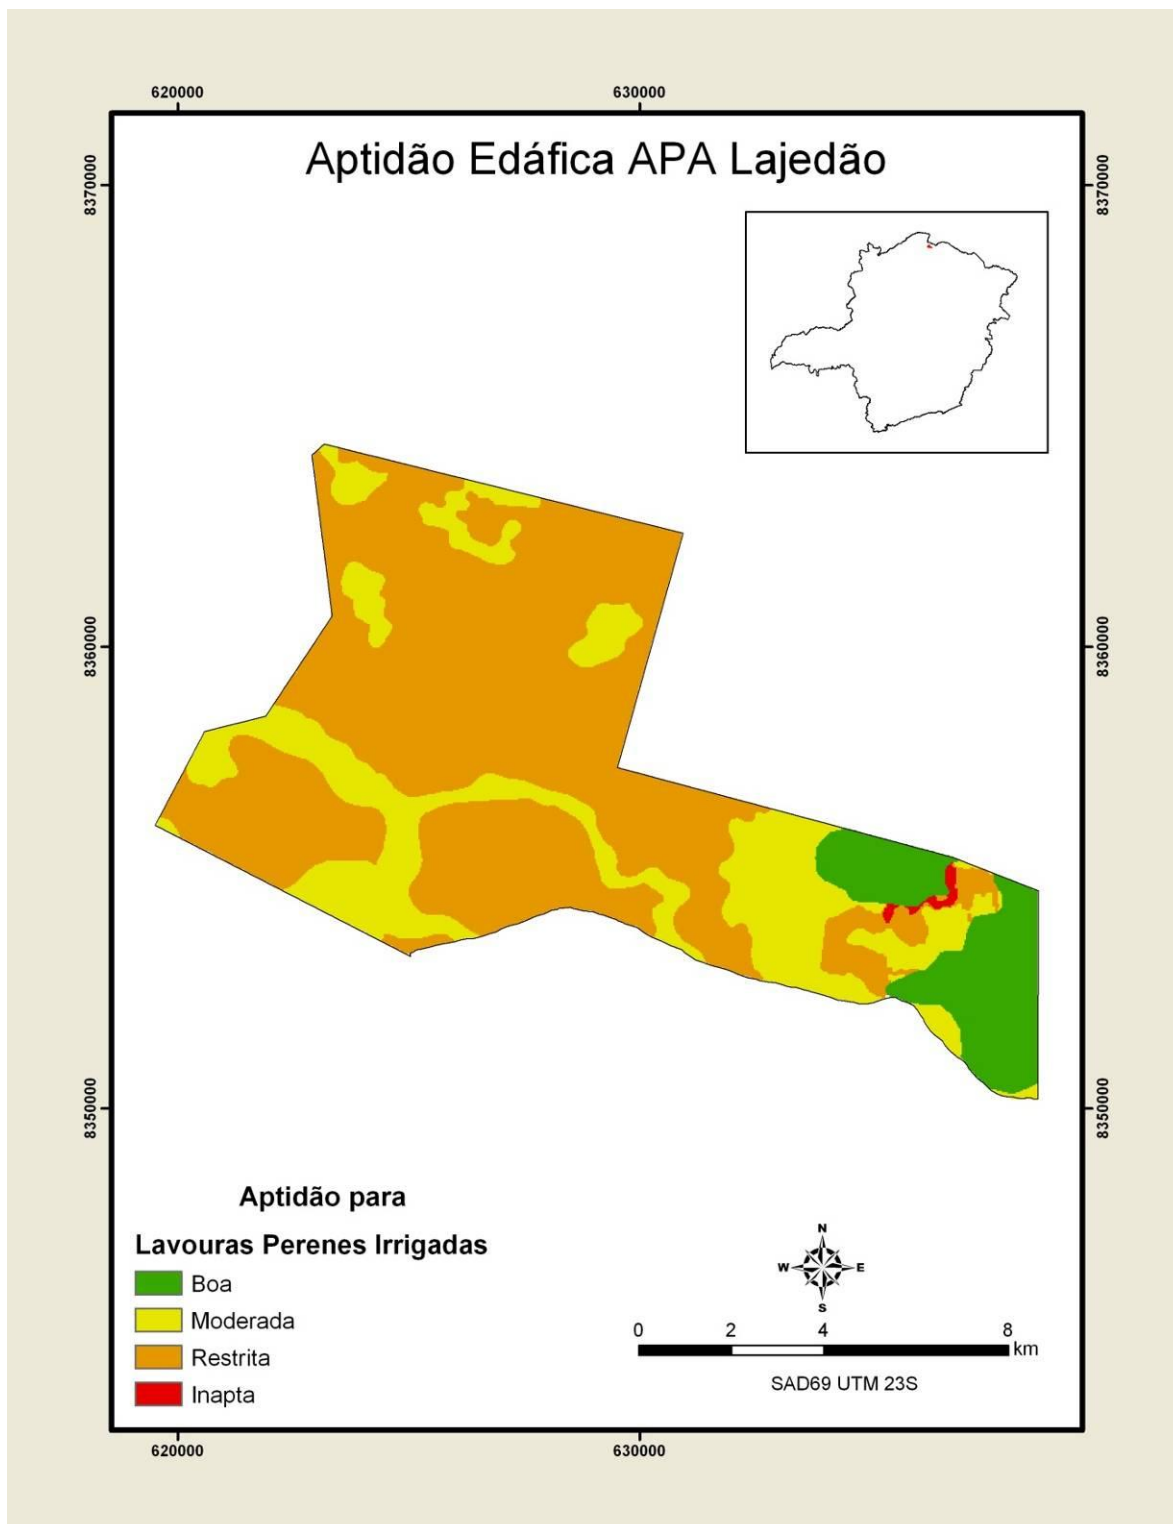 620000
630000
Aptidão Edáfica APA Lajedão
8370000
8370000
8360000
8360000
8350000
8350000
Aptidão para
Lavouras Perenes Irrigadas
Boa
Moderada
Restrita
Inapta
N
W
E
S
0 2 4 8
km
SAD69 UTM 23S
620000
630000